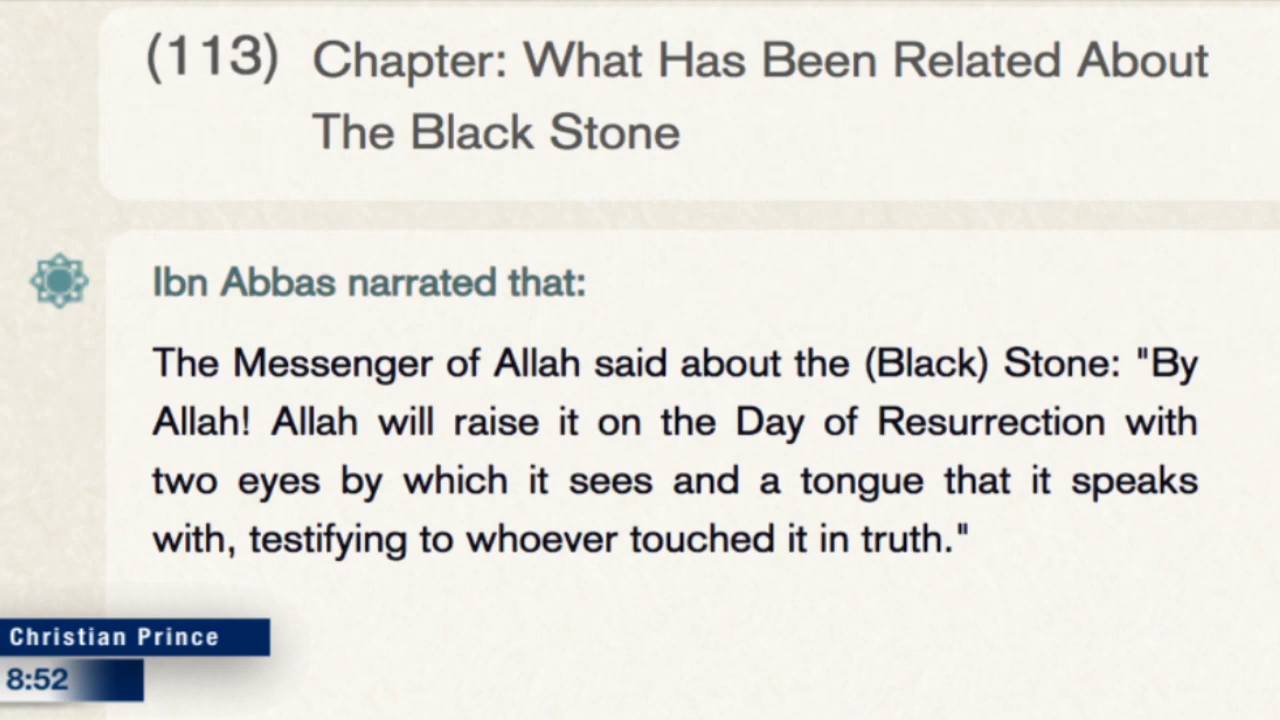 (113) Chapter: What Has Been Related About
The Black Stone
Ibn Abbas narrated that:
The Messenger of Allah said about the (Black) Stone: "By
Allah! Allah will raise it on the Day of Resurrection with
two eyes by which it sees and a tongue that it speaks
with, testifying to whoever touched it in truth."
Christian Prince
8:52